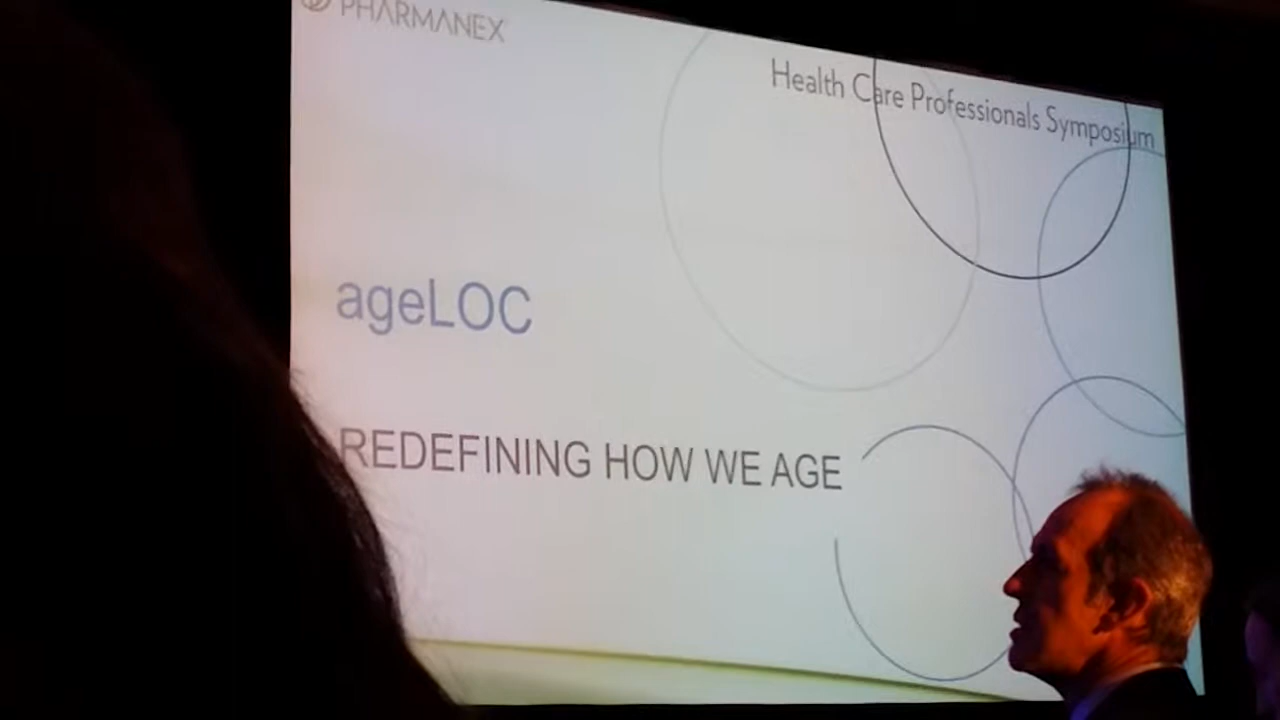 PHARMANEX
Health Care Professionals Symposium
ageLOC
REDEFINING HOW WE AGE